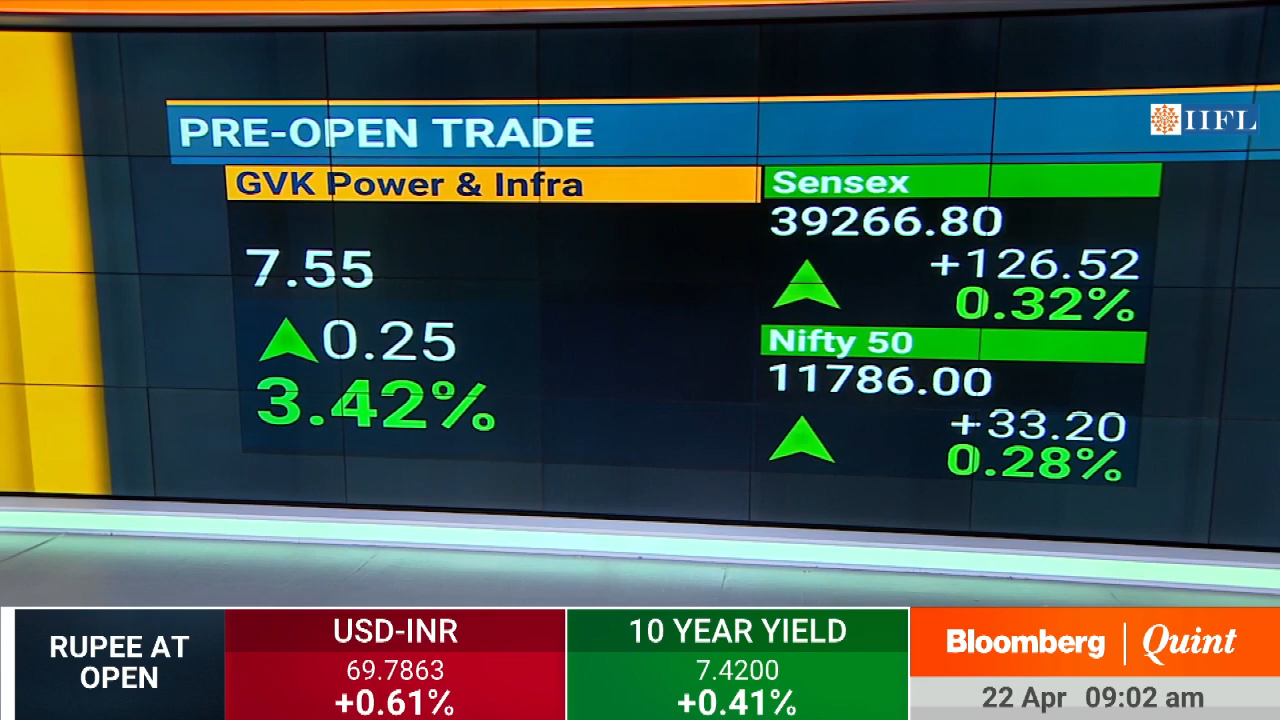 PRE-OPEN TRADE
IIFL
GVK Power & Infra
7.55
0.25
3.42%
Sensex
39266.80
+126.52
0.32%
Nifty 50
11786.00
+33.20
0.28%
RUPEE AT
OPEN
USD-INR
69.7863
+0.61%
10 YEAR YIELD
7.4200
+0.41%
Bloomberg | Quint
22 Apr 09:02 am